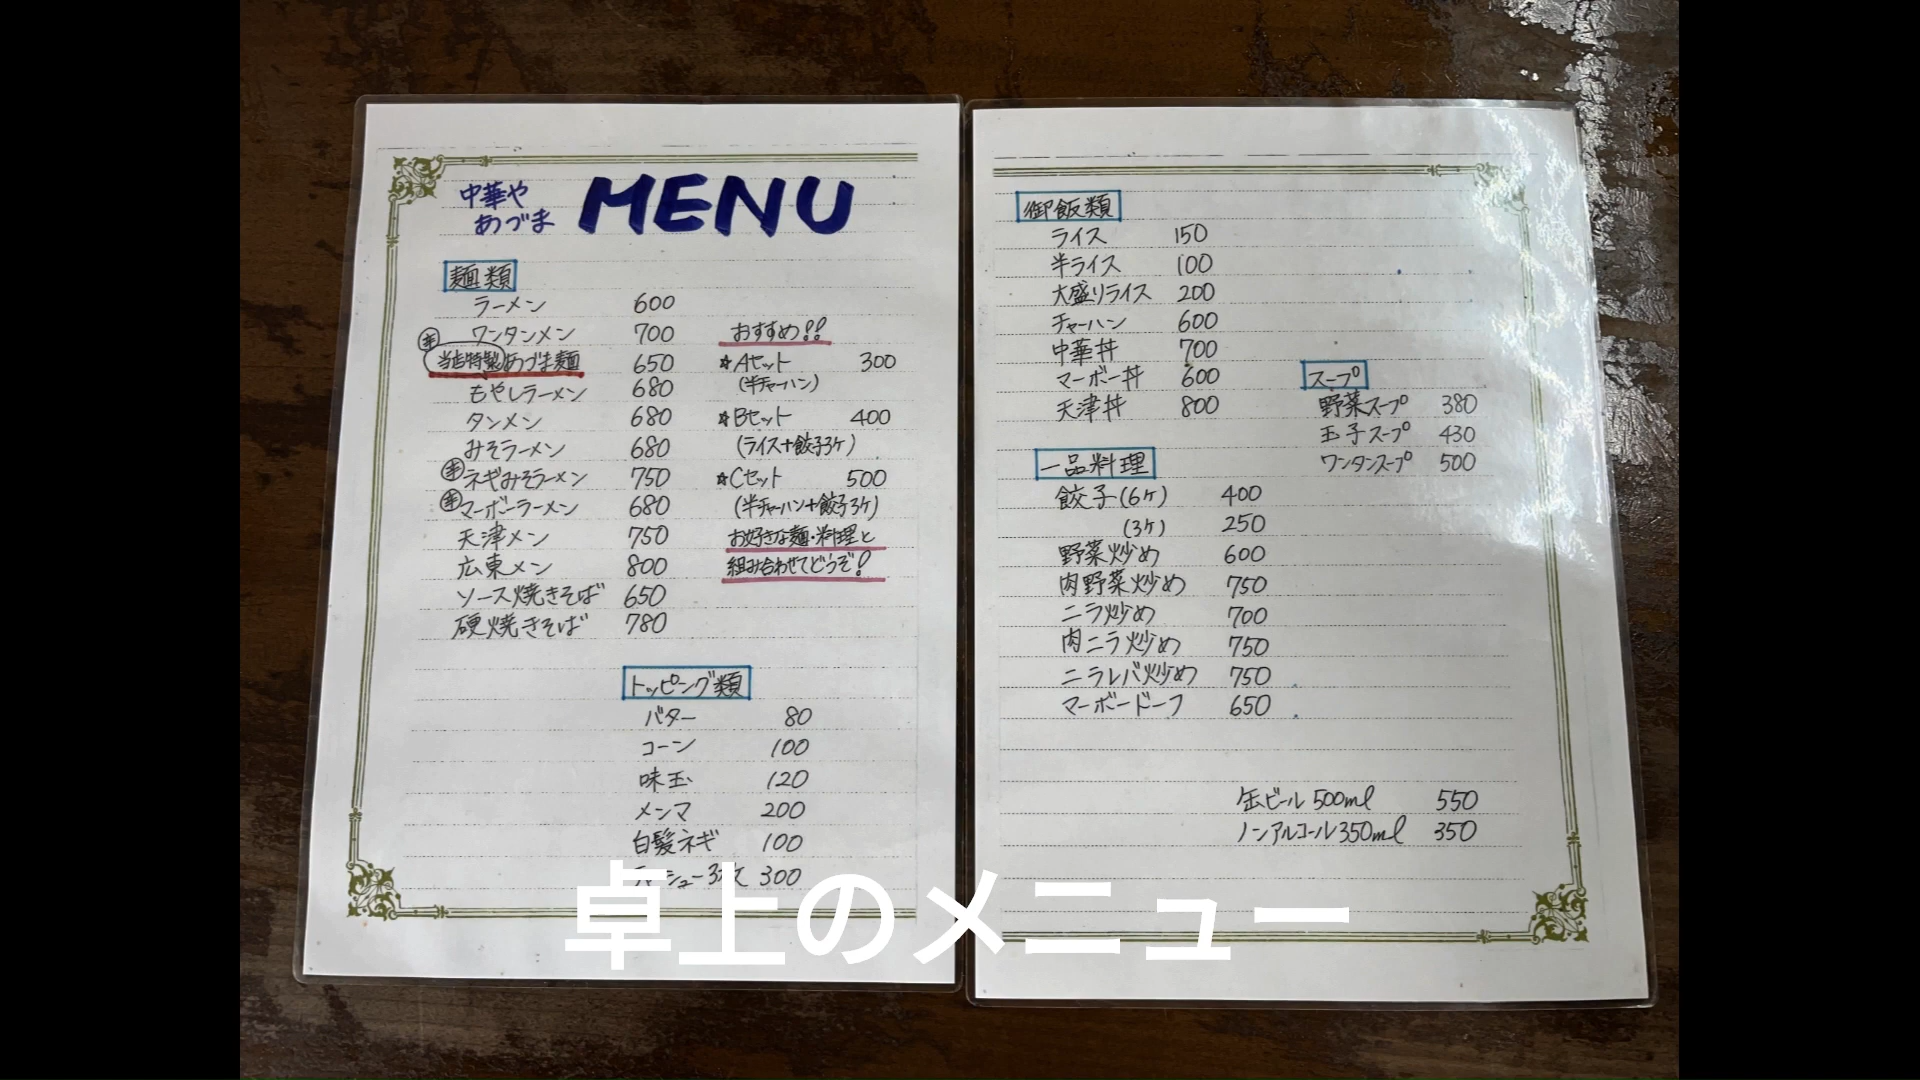 中華や
あづま
MENU
麺類
ラーメン 600
ワンタンメン 700
当店特製 あづま麺 650
もやしラーメン 680
タンメン 680
みそラーメン 680
辛 ネギみそラーメン 750
辛 マーボーラーメン 680
天津メン 750
広東メン 800
ソース焼きそば 650
硬焼きそば 780
おすすめ!!
☆Aセット 300
(半チャーハン)
☆Bセット 400
(ライス+餃子3ケ)
☆Cセット 500
(半チャーハン+餃子3ケ)
お好きな麺・料理と
組み合わせてどうぞ!
トッピング類
バター 80
コーン 100
味玉 120
メンマ 200
白髪ネギ 100
チャーシュー3枚 300
御飯類
ライス 150
半ライス 100
大盛りライス 200
チャーハン 600
中華丼 700
マーボー丼 600
天津丼 800
スープ
野菜スープ 380
玉子スープ 430
ワンタンスープ 500
一品料理
餃子(6ケ) 400
(3ケ) 250
野菜炒め 600
肉野菜炒め 750
ニラ炒め 700
肉ニラ炒め 750
ニラレバ炒め 750
マーボードーフ 650
缶ビール 500ml 550
ノンアルコール350ml 350
卓上のメニュー